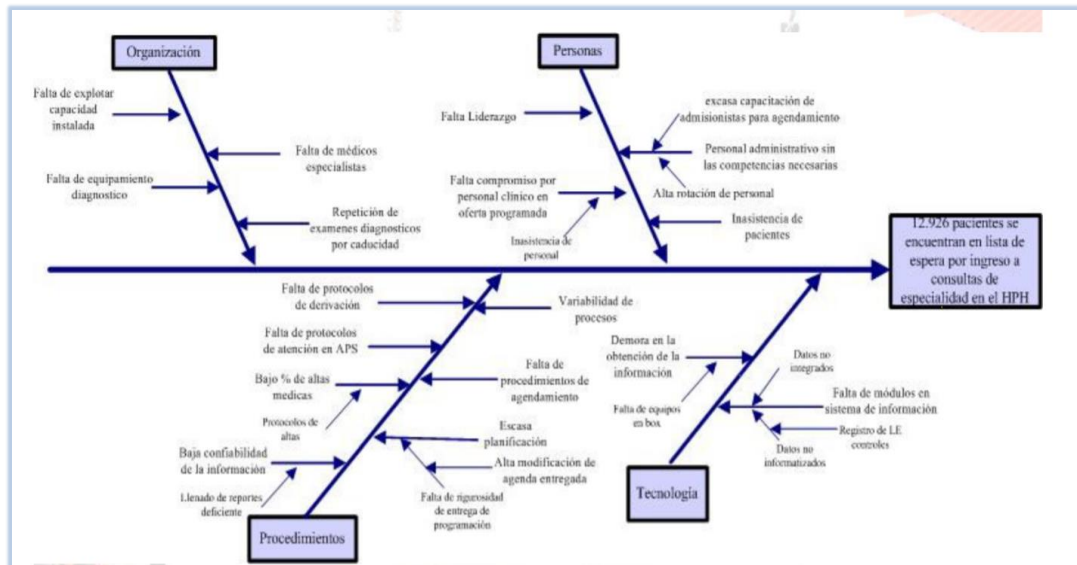 Organización
Falta de explotar
capacidad
instalada
Falta de médicos
especialistas
Falta de equipamiento
diagnostico
Repetición de
examenes diagnosticos
por caducidad
Personas
Falta Liderazgo
excasa capacitación de
admisionistas para agendamiento
Personal administrativo sin
las competencias necesarias
Alta rotación de personal
Falta compromiso por
personal clínico en
oferta programada
Inasistencia de
personal
Inasistencia de
pacientes
12.926 pacientes se
encuentran en lista de
espera por ingreso a
consultas de
especialidad en el HPH
Falta de protocolos
de derivación
Variabilidad de
procesos
Falta de protocolos
de atención en APS
Falta de
procedimientos de
agendamiento
Bajo % de altas
medicas
Protocolos de
altas
Escasa
planificación
Alta modificación de
agenda entregada
Falta de rigurosidad
de entrega de
programación
Baja confiabilidad
de la información
Llenado de reportes
deficiente
Procedimientos
Demora en la
obtención de la
información
Falta de equipos
en box
Datos no
integrados
Falta de módulos en
sistema de información
Registro de LE
controles
Datos no
informatizados
Tecnología